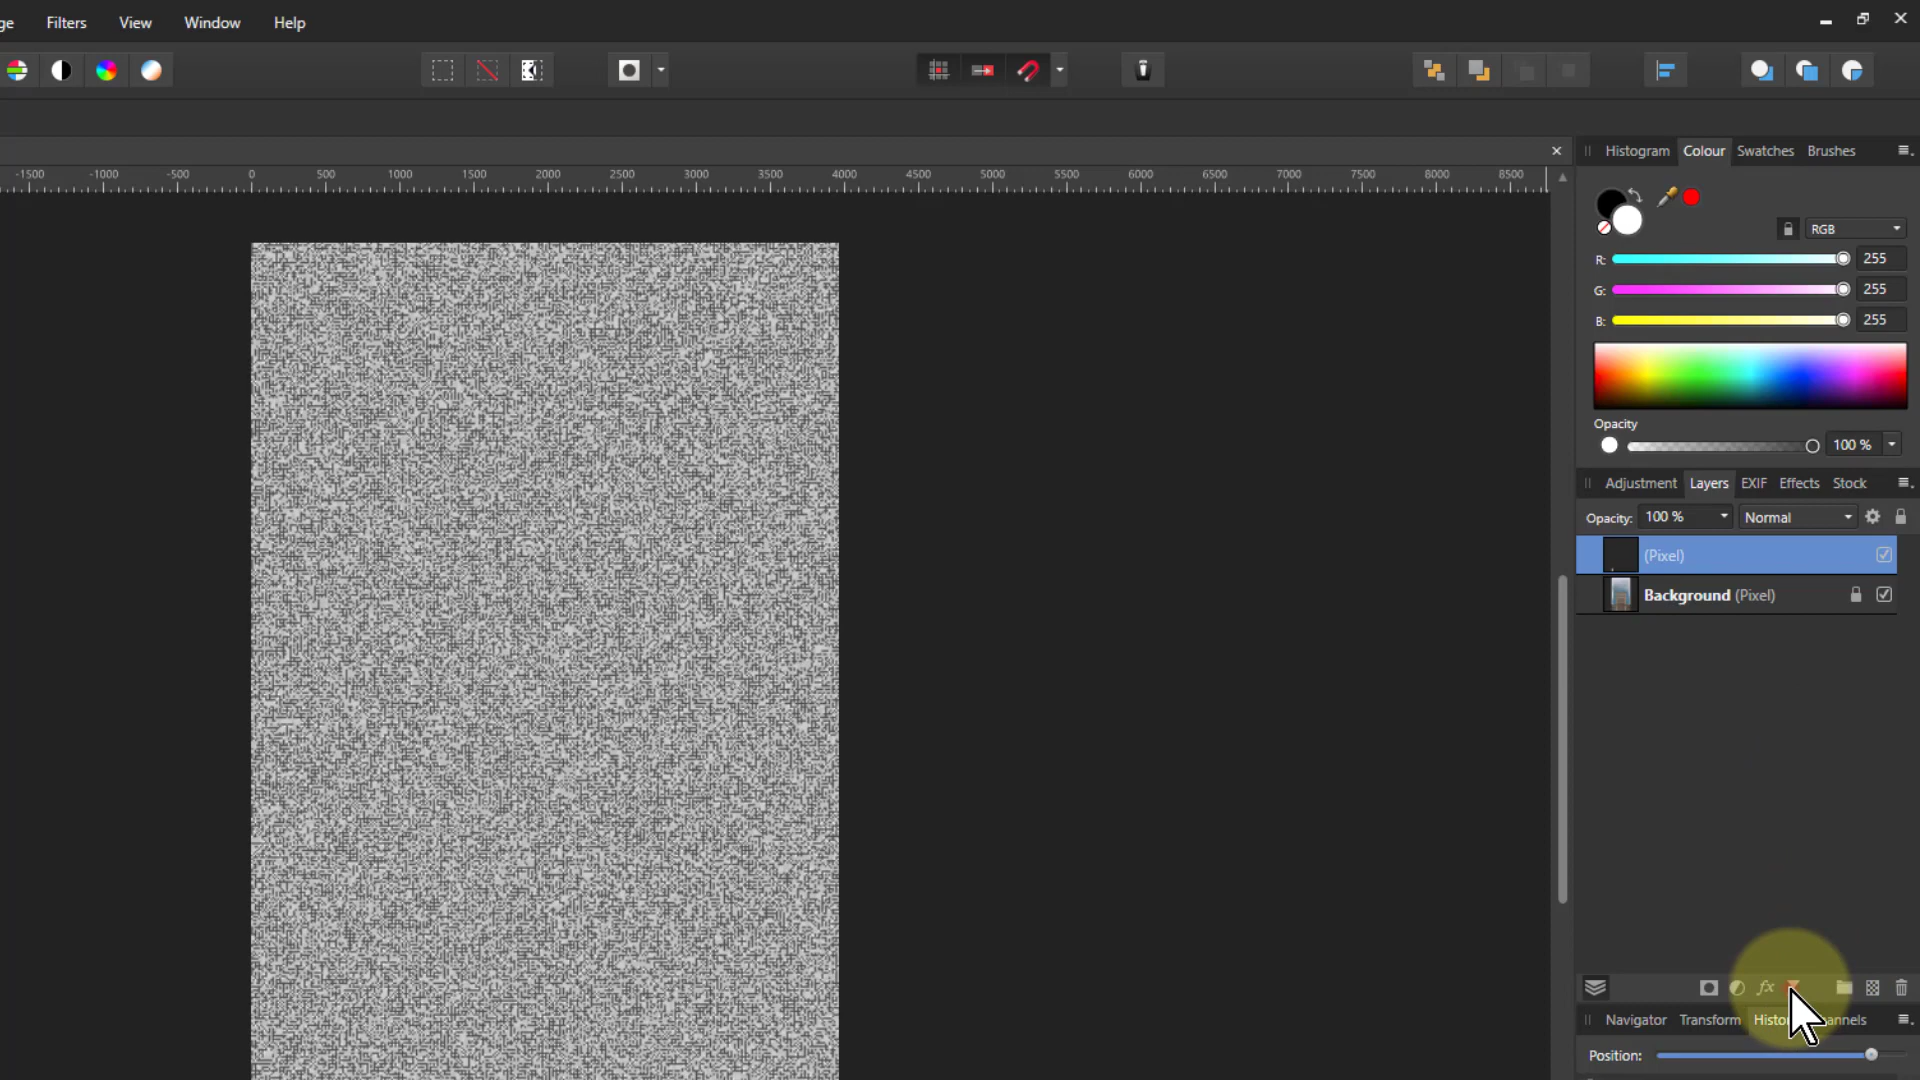 ge Filters View Window Help
-1500 -1000 -500 0 500 1000 1500 2000 2500 3000 3500 4000 4500 5000 5500 6000 6500 7000 7500 8000 8500
Histogram Colour Swatches Brushes
RGB
R: 255
G: 255
B: 255
Opacity
100 %
Adjustment Layers EXIF Effects Stock
Opacity: 100 % Normal
(Pixel)
Background (Pixel)
fx
Navigator Transform Histo annels
Position: